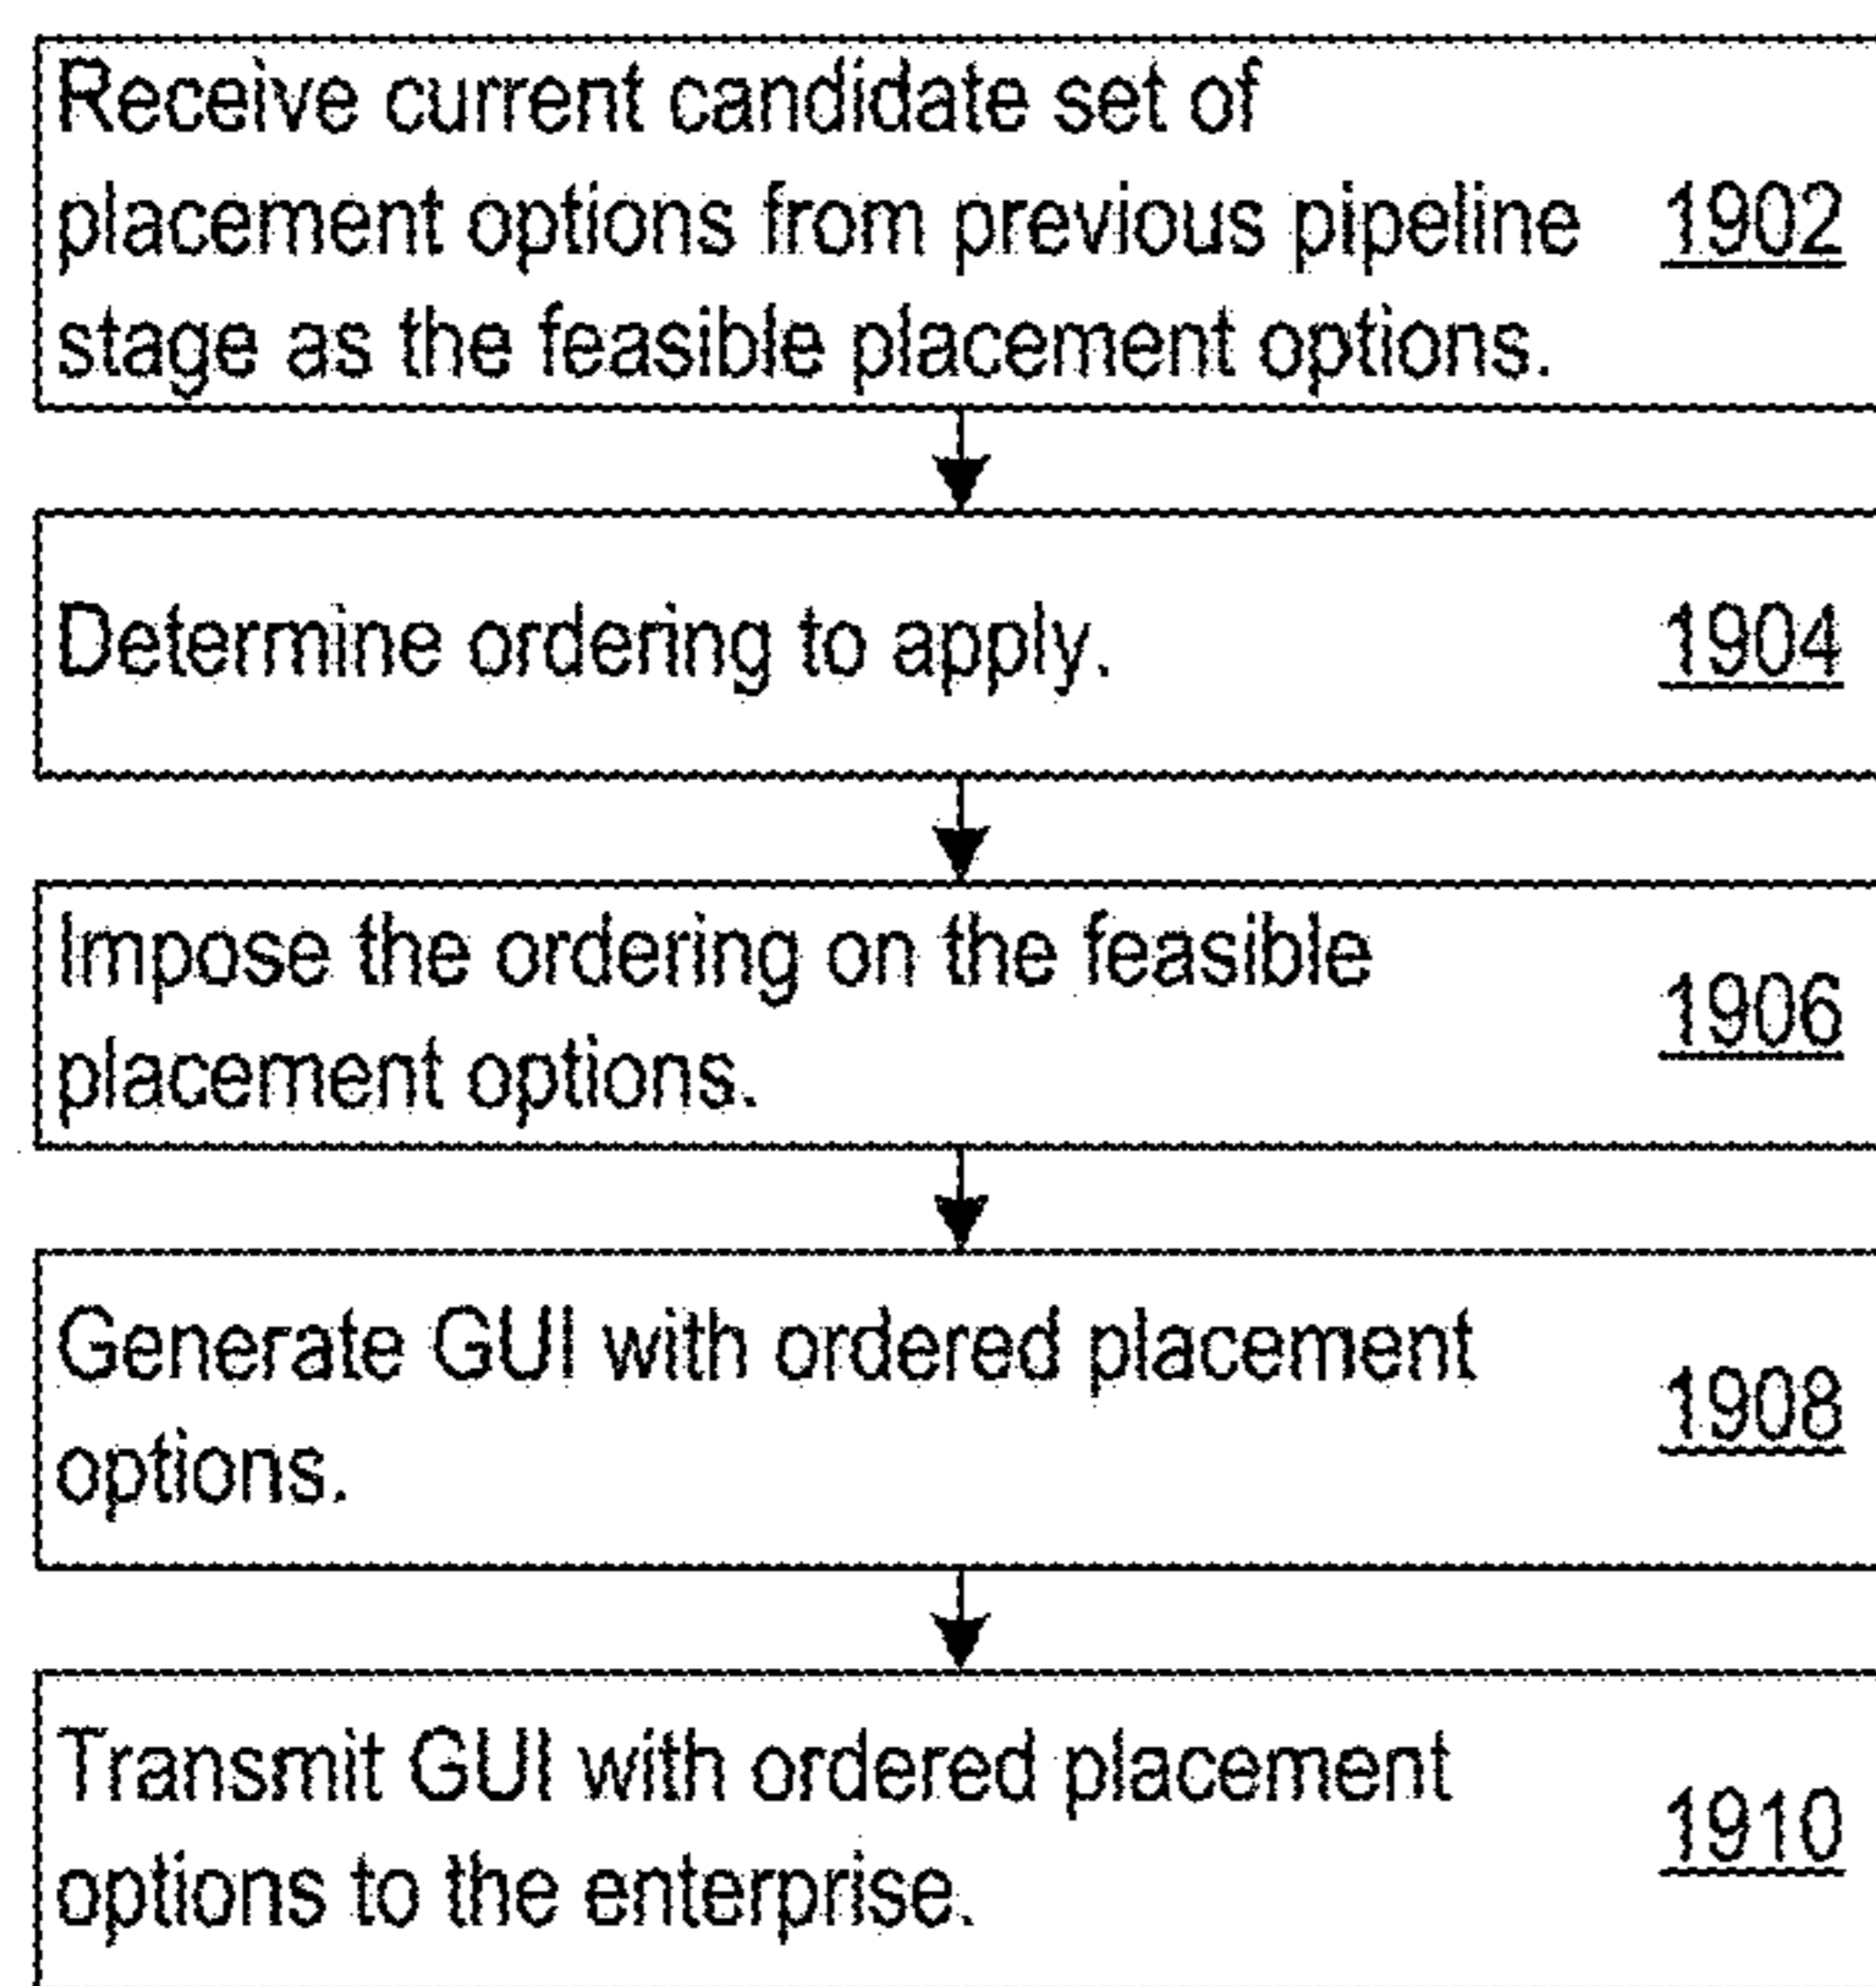 Receive current candidate set of
placement options from previous pipeline 1902
stage as the feasible placement options.
Determine ordering to apply. 1904
Impose the ordering on the feasible
1906
placement options.
Generate GUI with ordered placement
1908
options.
Transmit GUI with ordered placement
1910
options to the enterprise.